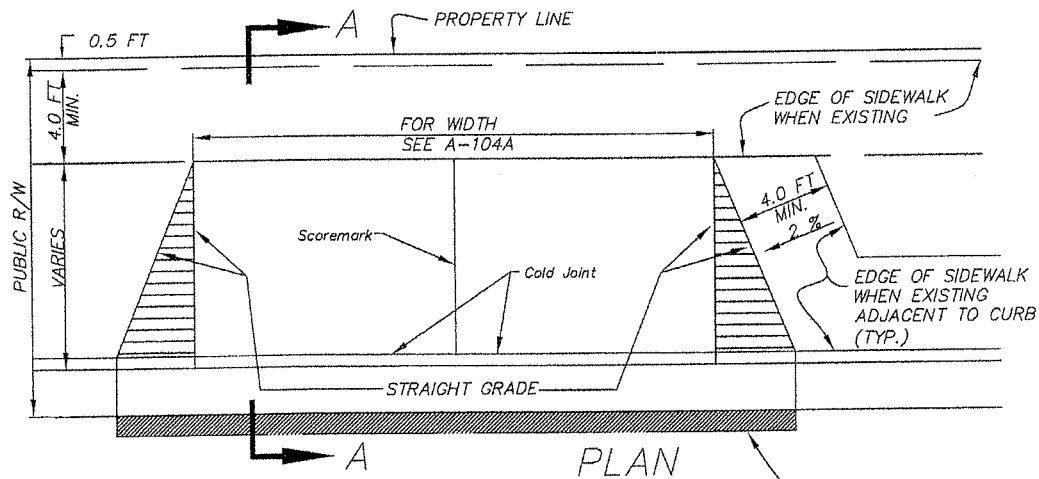 A
PROPERTY LINE
0.5 FT
4.0 FT
MIN.
EDGE OF SIDEWALK
WHEN EXISTING
FOR WIDTH
SEE A-104A
PUBLIC R/W
VARIES
4.0 FT
MIN.
2 %
Scoremark
Cold Joint
EDGE OF SIDEWALK
WHEN EXISTING
ADJACENT TO CURB
(TYP.)
STRAIGHT GRADE
A
PLAN